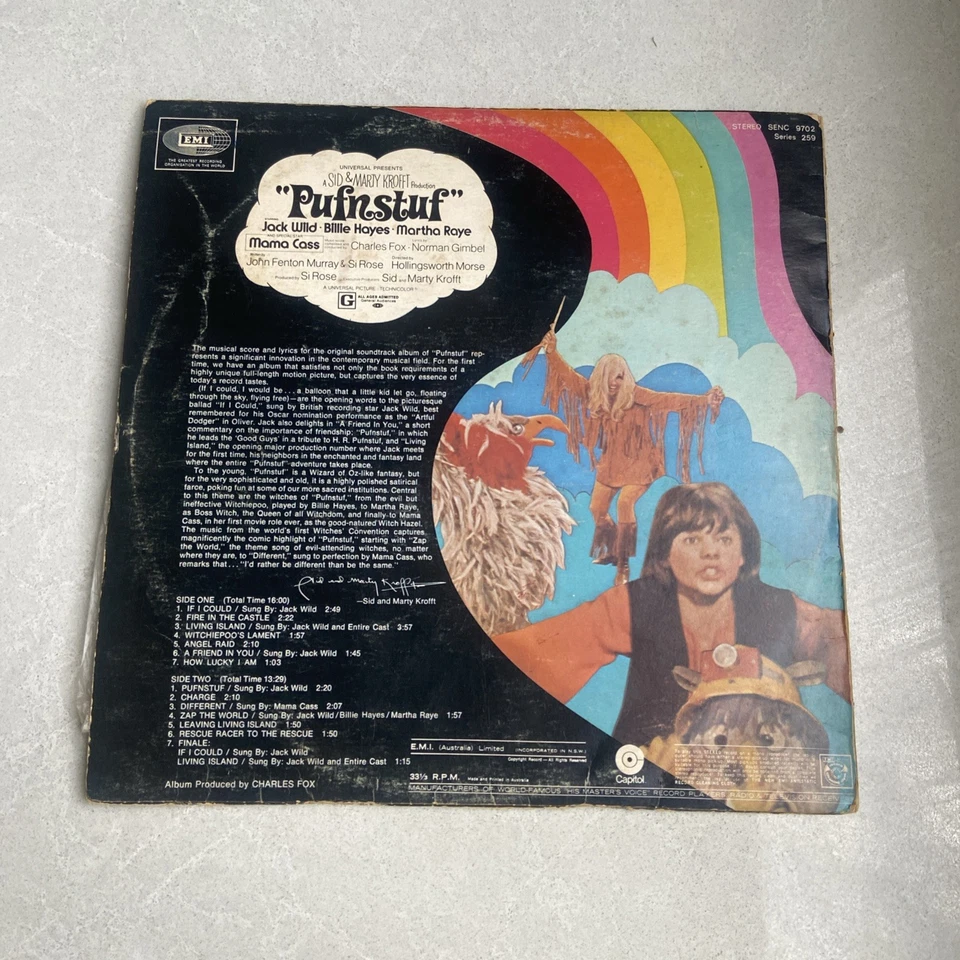 EMI
THE GREATEST RECORDING
ORGANISATION IN THE WORLD
STEREO SENC 9702
Series 259
UNIVERSAL PRESENTS
A SID & MARTY KROFFT Production
"Pufnstuf"
Jack Wild · Billie Hayes · Martha Raye
Mama Cass Charles Fox · Norman Gimbel
John Fenton Murray & Si Rose Directed by Hollingsworth Morse
Produced by Si Rose Sid and Marty Krofft
A UNIVERSAL PICTURE · TECHNICOLOR
G ALL AGES ADMITTED
General Audiences
The musical score and lyrics for the original soundtrack album of "Pufnstuf" rep-
resents a significant innovation in the contemporary musical field. For the first
time, we have an album that satisfies not only the book requirements of a
highly unique full-length motion picture, but captures the very essence of
today's record tastes.
(If I could, I would be . . . a balloon that a little kid let go, floating
through the sky, flying free)—are the opening words to the picturesque
ballad "If I Could," sung by British recording star Jack Wild, best
remembered for his Oscar nomination performance as the "Artful
Dodger" in Oliver. Jack also delights in "A Friend In You," a short
commentary on the importance of friendship; "Pufnstuf," in which
he leads the 'Good Guys' in a tribute to H. R. Pufnstuf, and "Living
Island," the opening major production number where Jack meets
for the first time, his neighbors in the enchanted and fantasy land
where the entire "Pufnstuf" adventure takes place.
To the young, "Pufnstuf" is a Wizard of Oz-like fantasy, but
for the very sophisticated and old, it is a highly polished satirical
farce, poking fun at some of our more sacred institutions. Central
to this theme are the witches of "Pufnstuf," from the evil but
ineffective Witchiepoo, played by Billie Hayes, to Martha Raye,
as Boss Witch, the Queen of all Witchdom, and finally to Mama
Cass, in her first movie role ever, as the good-natured Witch Hazel.
The music from the world's first Witches' Convention captures
magnificently the comic highlight of "Pufnstuf," starting with "Zap
the World," the theme song of evil-attending witches, no matter
where they are, to "Different," sung to perfection by Mama Cass, who
remarks that . . . "I'd rather be different than be the same."
Sid and Marty Krofft
—Sid and Marty Krofft
SIDE ONE (Total Time 16:00)
1. IF I COULD / Sung By: Jack Wild 2:49
2. FIRE IN THE CASTLE 2:22
3. LIVING ISLAND / Sung By: Jack Wild and Entire Cast 3:57
4. WITCHIEPOO'S LAMENT 1:57
5. ANGEL RAID 2:10
6. A FRIEND IN YOU / Sung By: Jack Wild 1:45
7. HOW LUCKY I AM 1:03
SIDE TWO (Total Time 13:29)
1. PUFNSTUF / Sung By: Jack Wild 2:20
2. CHARGE 2:10
3. DIFFERENT / Sung By: Mama Cass 2:07
4. ZAP THE WORLD / Sung By: Jack Wild/Billie Hayes/Martha Raye 1:57
5. LEAVING LIVING ISLAND 1:50
6. RESCUE RACER TO THE RESCUE 1:50
7. FINALE:
IF I COULD / Sung By: Jack Wild
LIVING ISLAND / Sung By: Jack Wild and Entire Cast 1:15
Album Produced by CHARLES FOX
E.M.I. (Australia) Limited (INCORPORATED IN N.S.W.)
Copyright Record — All Rights Reserved
33⅓ R.P.M. Made and Printed in Australia
Capitol
MANUFACTURERS OF WORLD-FAMOUS "HIS MASTER'S VOICE" RECORD PLAYERS, RADIO &